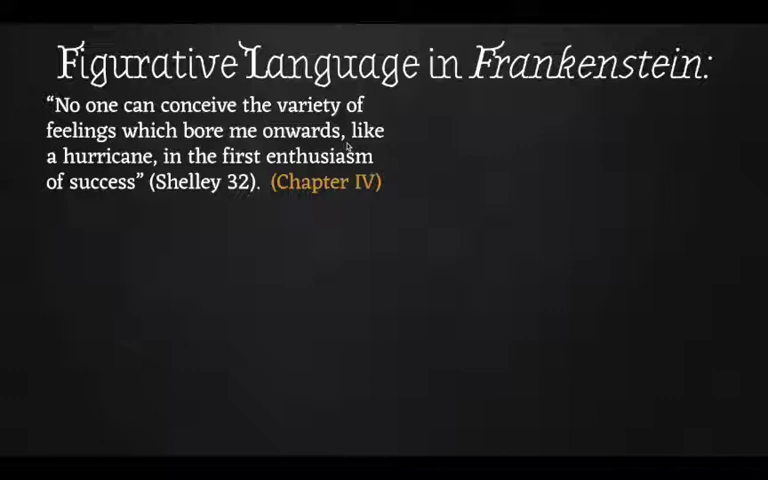 Figurative Language in Frankenstein:
“No one can conceive the variety of
feelings which bore me onwards, like
a hurricane, in the first enthusiasm
of success” (Shelley 32). (Chapter IV)